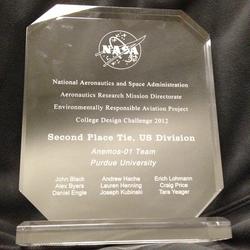 NASA
National Aeronautics and Space Administration
Aeronautics Research Mission Directorate
Environmentally Responsible Aviation Project
College Design Challenge 2012
Second Place Tie, US Division
Anemos-01 Team
Purdue University
John Black Andrew Hache Erich Lohmann
Alex Byers Lauren Henning Craig Price
Daniel Engle Joseph Kubinski Tara Yeager